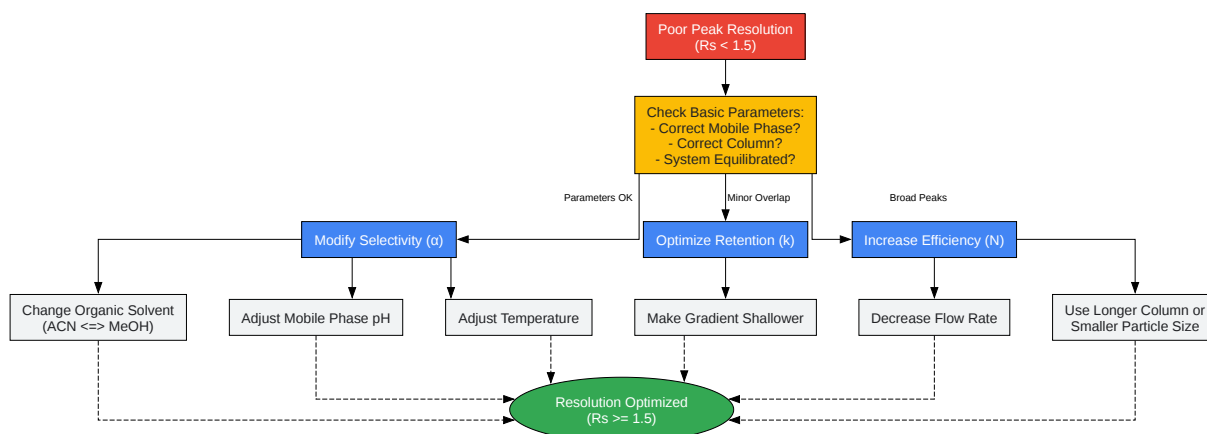 Poor Peak Resolution
(Rs < 1.5)
Check Basic Parameters:
- Correct Mobile Phase?
- Correct Column?
- System Equilibrated?
Parameters OK
Minor Overlap
Broad Peaks
Modify Selectivity (α)
Optimize Retention (k)
Increase Efficiency (N)
Change Organic Solvent
(ACN <=> MeOH)
Adjust Mobile Phase pH
Adjust Temperature
Make Gradient Shallower
Decrease Flow Rate
Use Longer Column or
Smaller Particle Size
Resolution Optimized
(Rs >= 1.5)